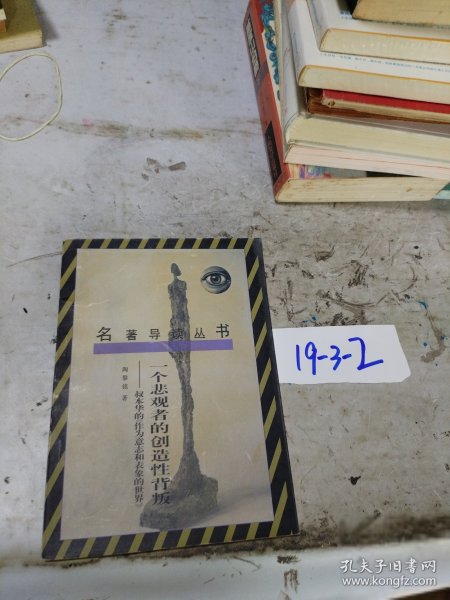 名著导读丛书
陶黎铭 著
一个悲观者的创造性背叛
——叔本华的《作为意志和表象的世界》
19-3-2
孔夫子旧书网
www.kongfz.com